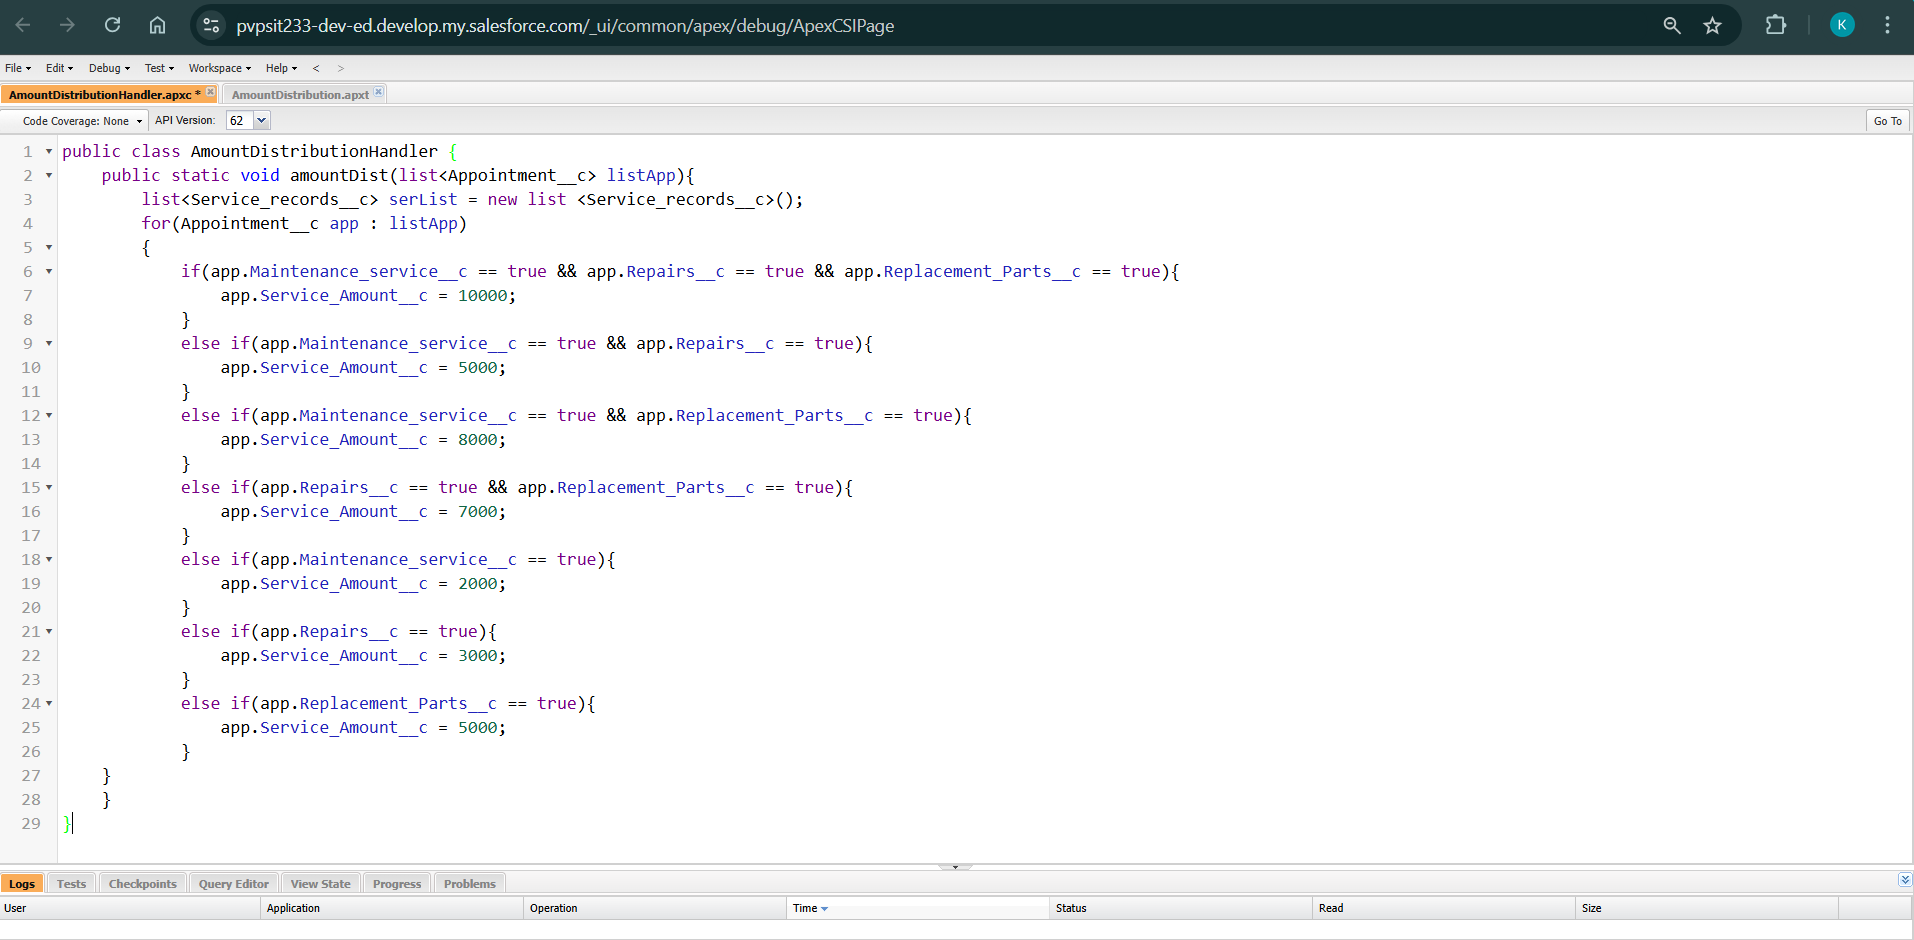 pvpsit233-dev-ed.develop.my.salesforce.com/_ui/common/apex/debug/ApexCSIPage
K
File Edit Debug Test Workspace Help < >
AmountDistributionHandler.apxc * AmountDistribution.apxt
Code Coverage: None API Version: 62 Go To
1 public class AmountDistributionHandler {
2 public static void amountDist(list<Appointment__c> listApp){
3 list<Service_records__c> serList = new list <Service_records__c>();
4 for(Appointment__c app : listApp)
5 {
6 if(app.Maintenance_service__c == true && app.Repairs__c == true && app.Replacement_Parts__c == true){
7 app.Service_Amount__c = 10000;
8 }
9 else if(app.Maintenance_service__c == true && app.Repairs__c == true){
10 app.Service_Amount__c = 5000;
11 }
12 else if(app.Maintenance_service__c == true && app.Replacement_Parts__c == true){
13 app.Service_Amount__c = 8000;
14 }
15 else if(app.Repairs__c == true && app.Replacement_Parts__c == true){
16 app.Service_Amount__c = 7000;
17 }
18 else if(app.Maintenance_service__c == true){
19 app.Service_Amount__c = 2000;
20 }
21 else if(app.Repairs__c == true){
22 app.Service_Amount__c = 3000;
23 }
24 else if(app.Replacement_Parts__c == true){
25 app.Service_Amount__c = 5000;
26 }
27 }
28 }
29 }
Logs Tests Checkpoints Query Editor View State Progress Problems
User Application Operation Time Status Read Size